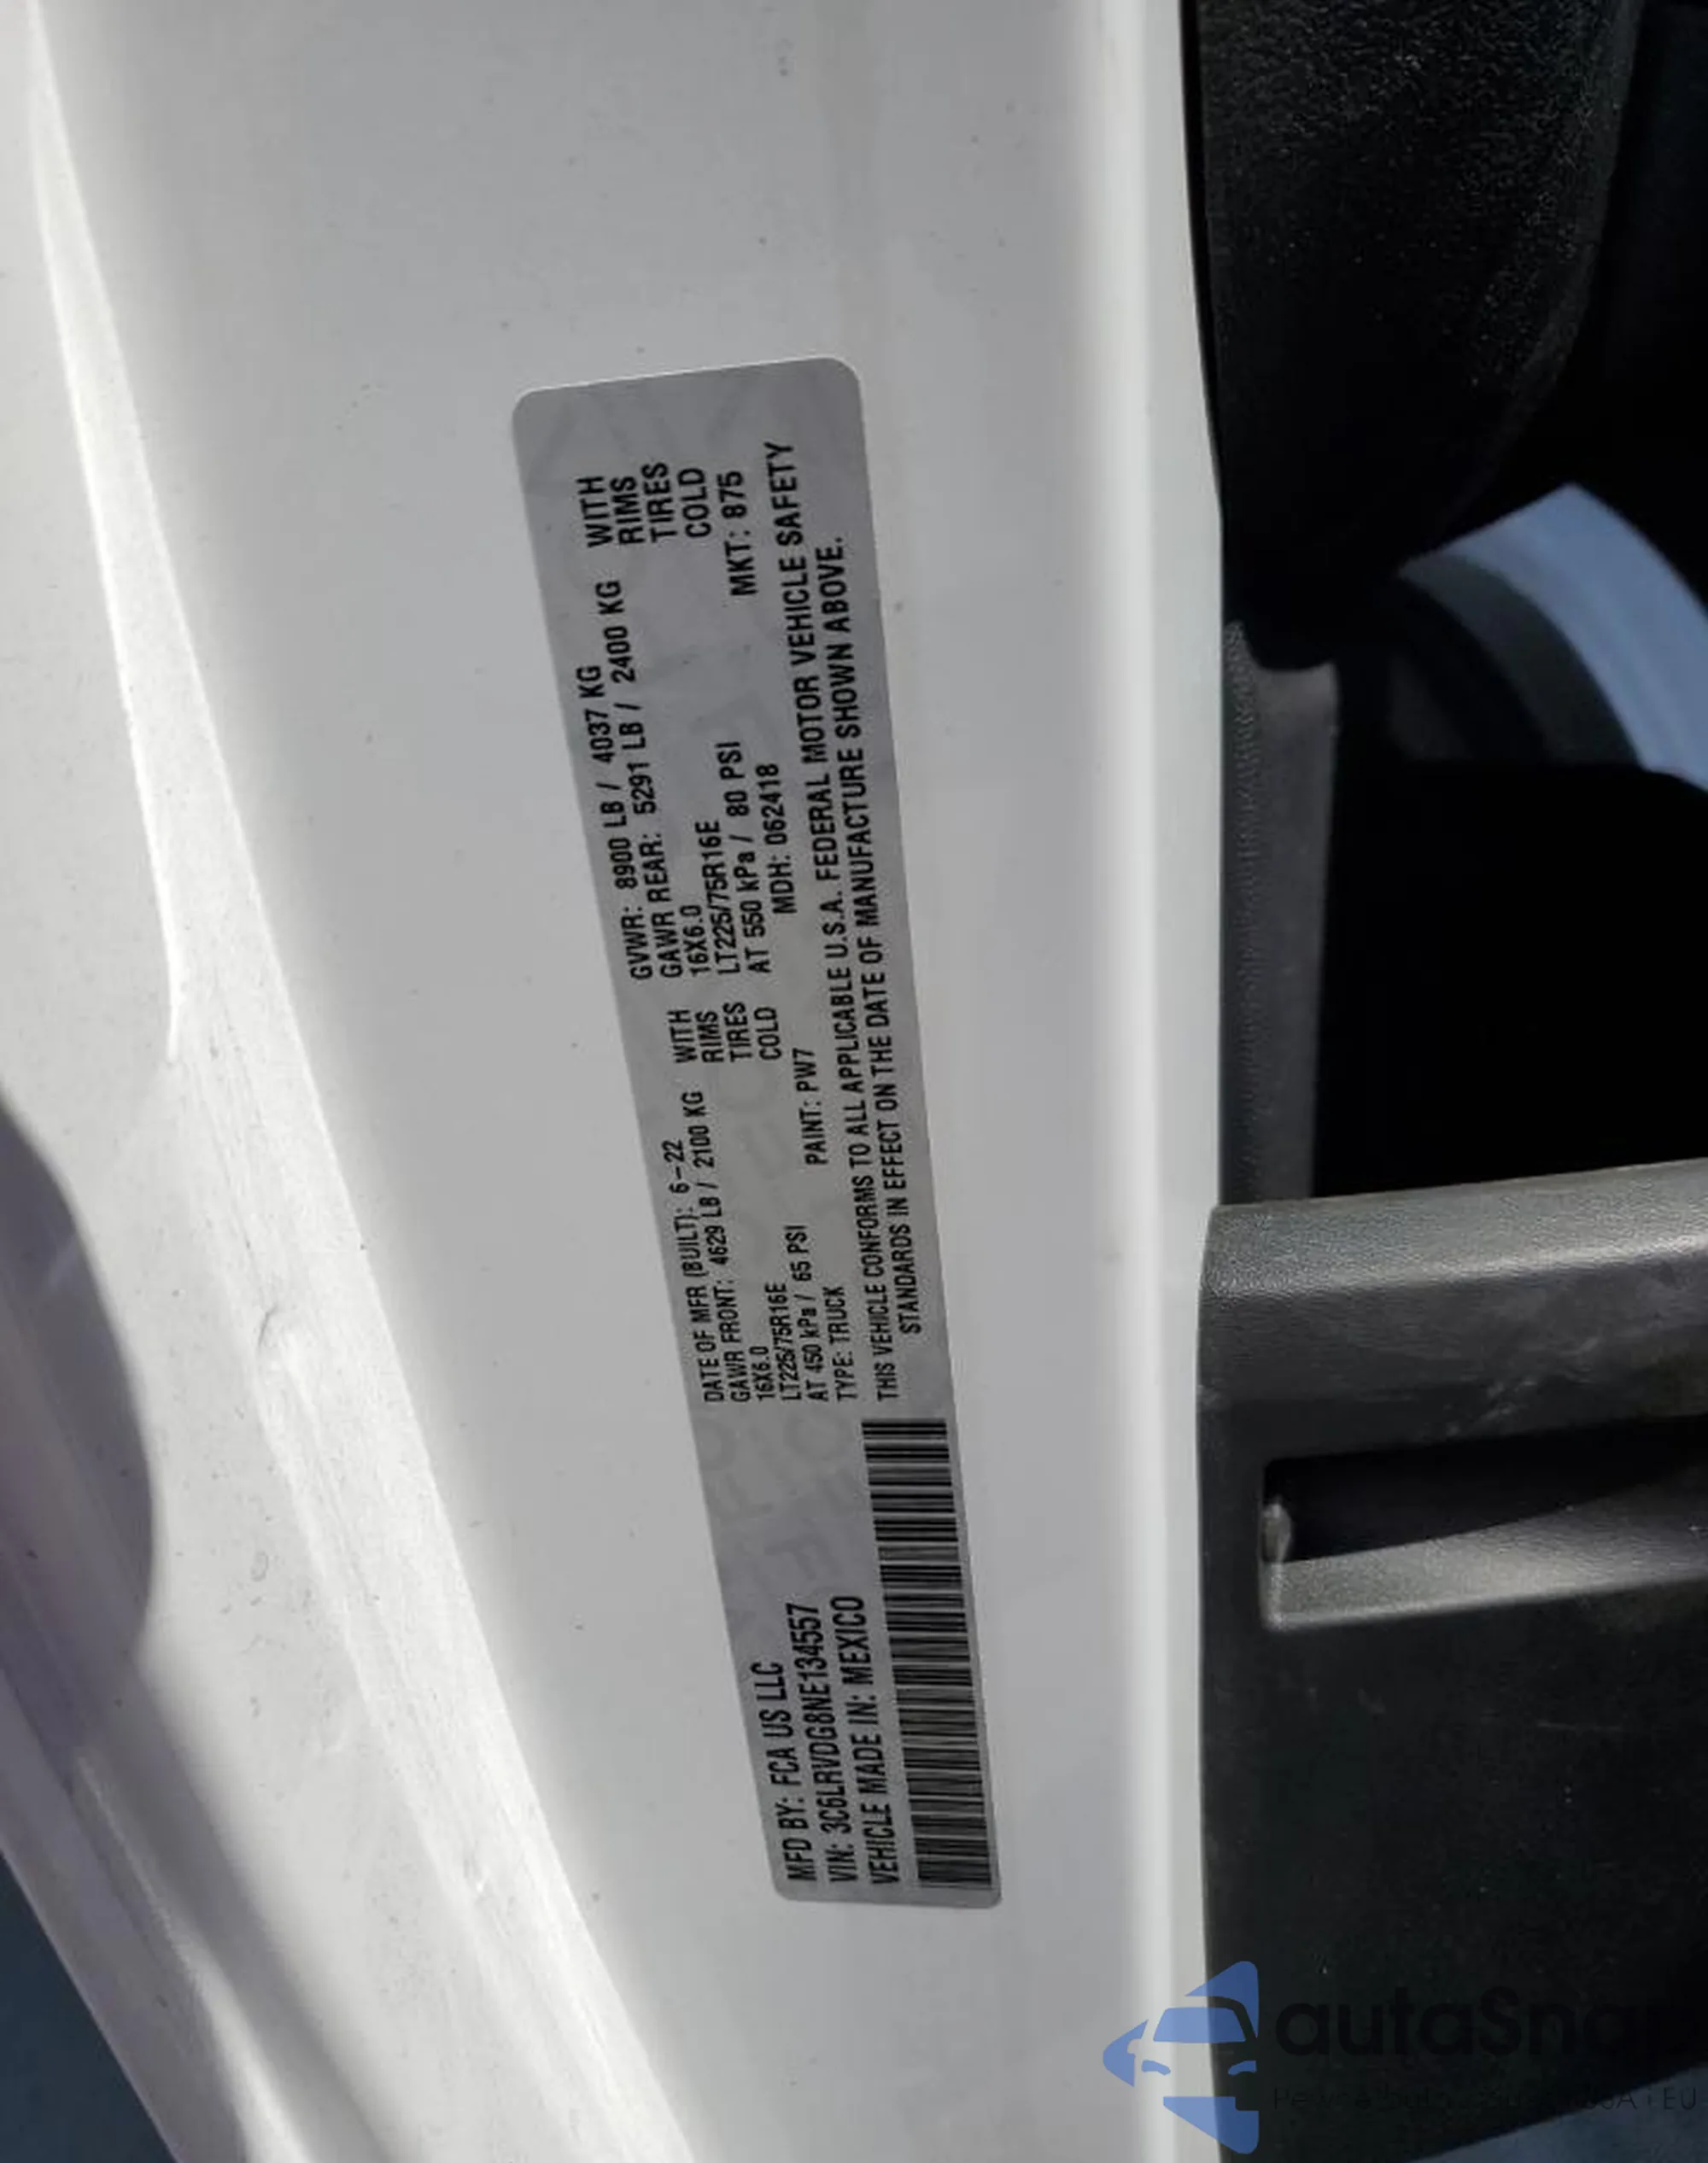 MFD BY: FCA US LLC
VIN: 3C6LRVDG8NE134557
VEHICLE MADE IN: MEXICO
DATE OF MFR (BUILT): 6-22
GAWR FRONT: 4629 LB / 2100 KG WITH
16X6.0 RIMS
LT225/75R16E TIRES
AT 450 kPa / 65 PSI COLD
TYPE: TRUCK PAINT: PW7
GVWR: 8900 LB / 4037 KG
GAWR REAR: 5291 LB / 2400 KG WITH
16X6.0 RIMS
LT225/75R16E TIRES
AT 550 kPa / 80 PSI COLD
MDH: 062418 MKT: 875
THIS VEHICLE CONFORMS TO ALL APPLICABLE U.S.A. FEDERAL MOTOR VEHICLE SAFETY
STANDARDS IN EFFECT ON THE DATE OF MANUFACTURE SHOWN ABOVE.